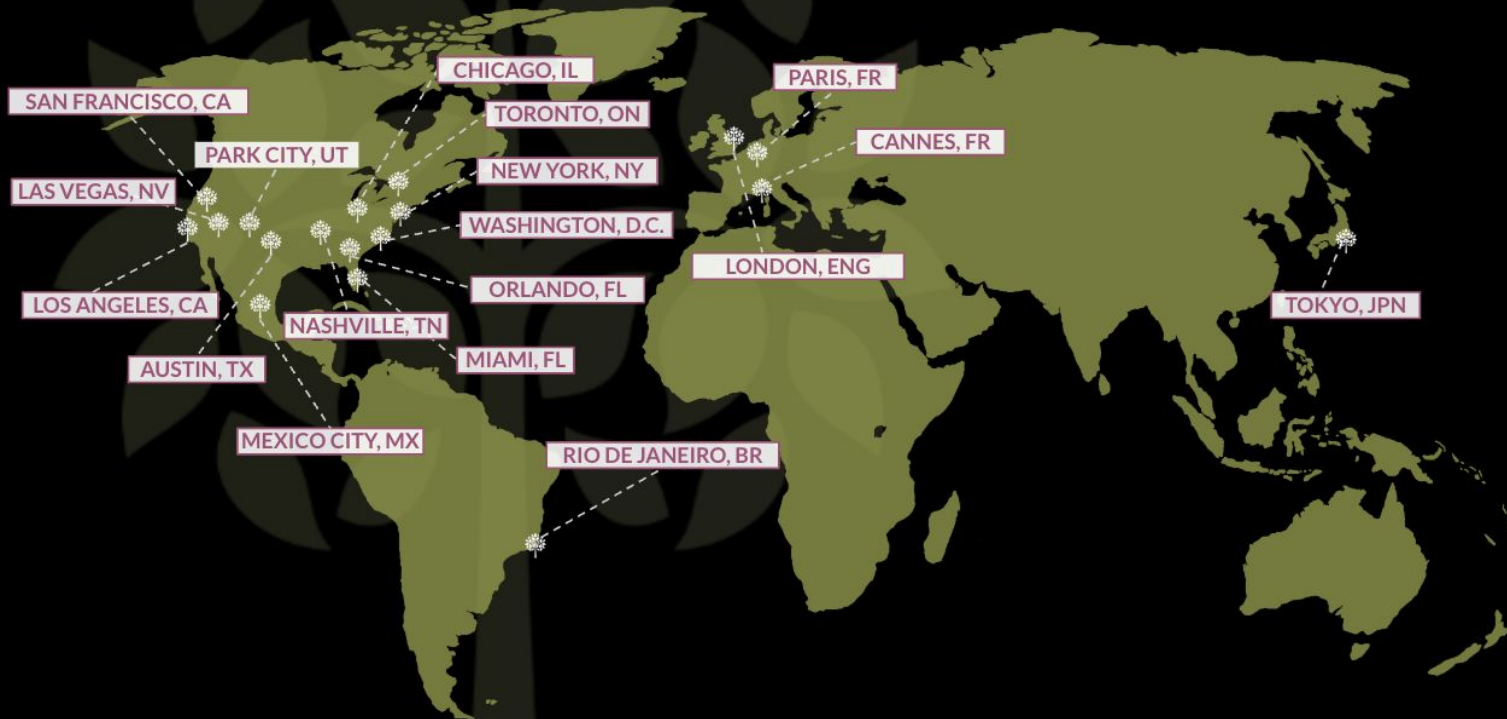 CHICAGO, IL
PARIS, FR
SAN FRANCISCO, CA
TORONTO, ON
CANNES, FR
PARK CITY, UT
NEW YORK, NY
LAS VEGAS, NV
WASHINGTON, D.C.
LONDON, ENG
ORLANDO, FL
LOS ANGELES, CA
TOKYO, JPN
NASHVILLE, TN
MIAMI, FL
AUSTIN, TX
MEXICO CITY, MX
RIO DE JANEIRO, BR